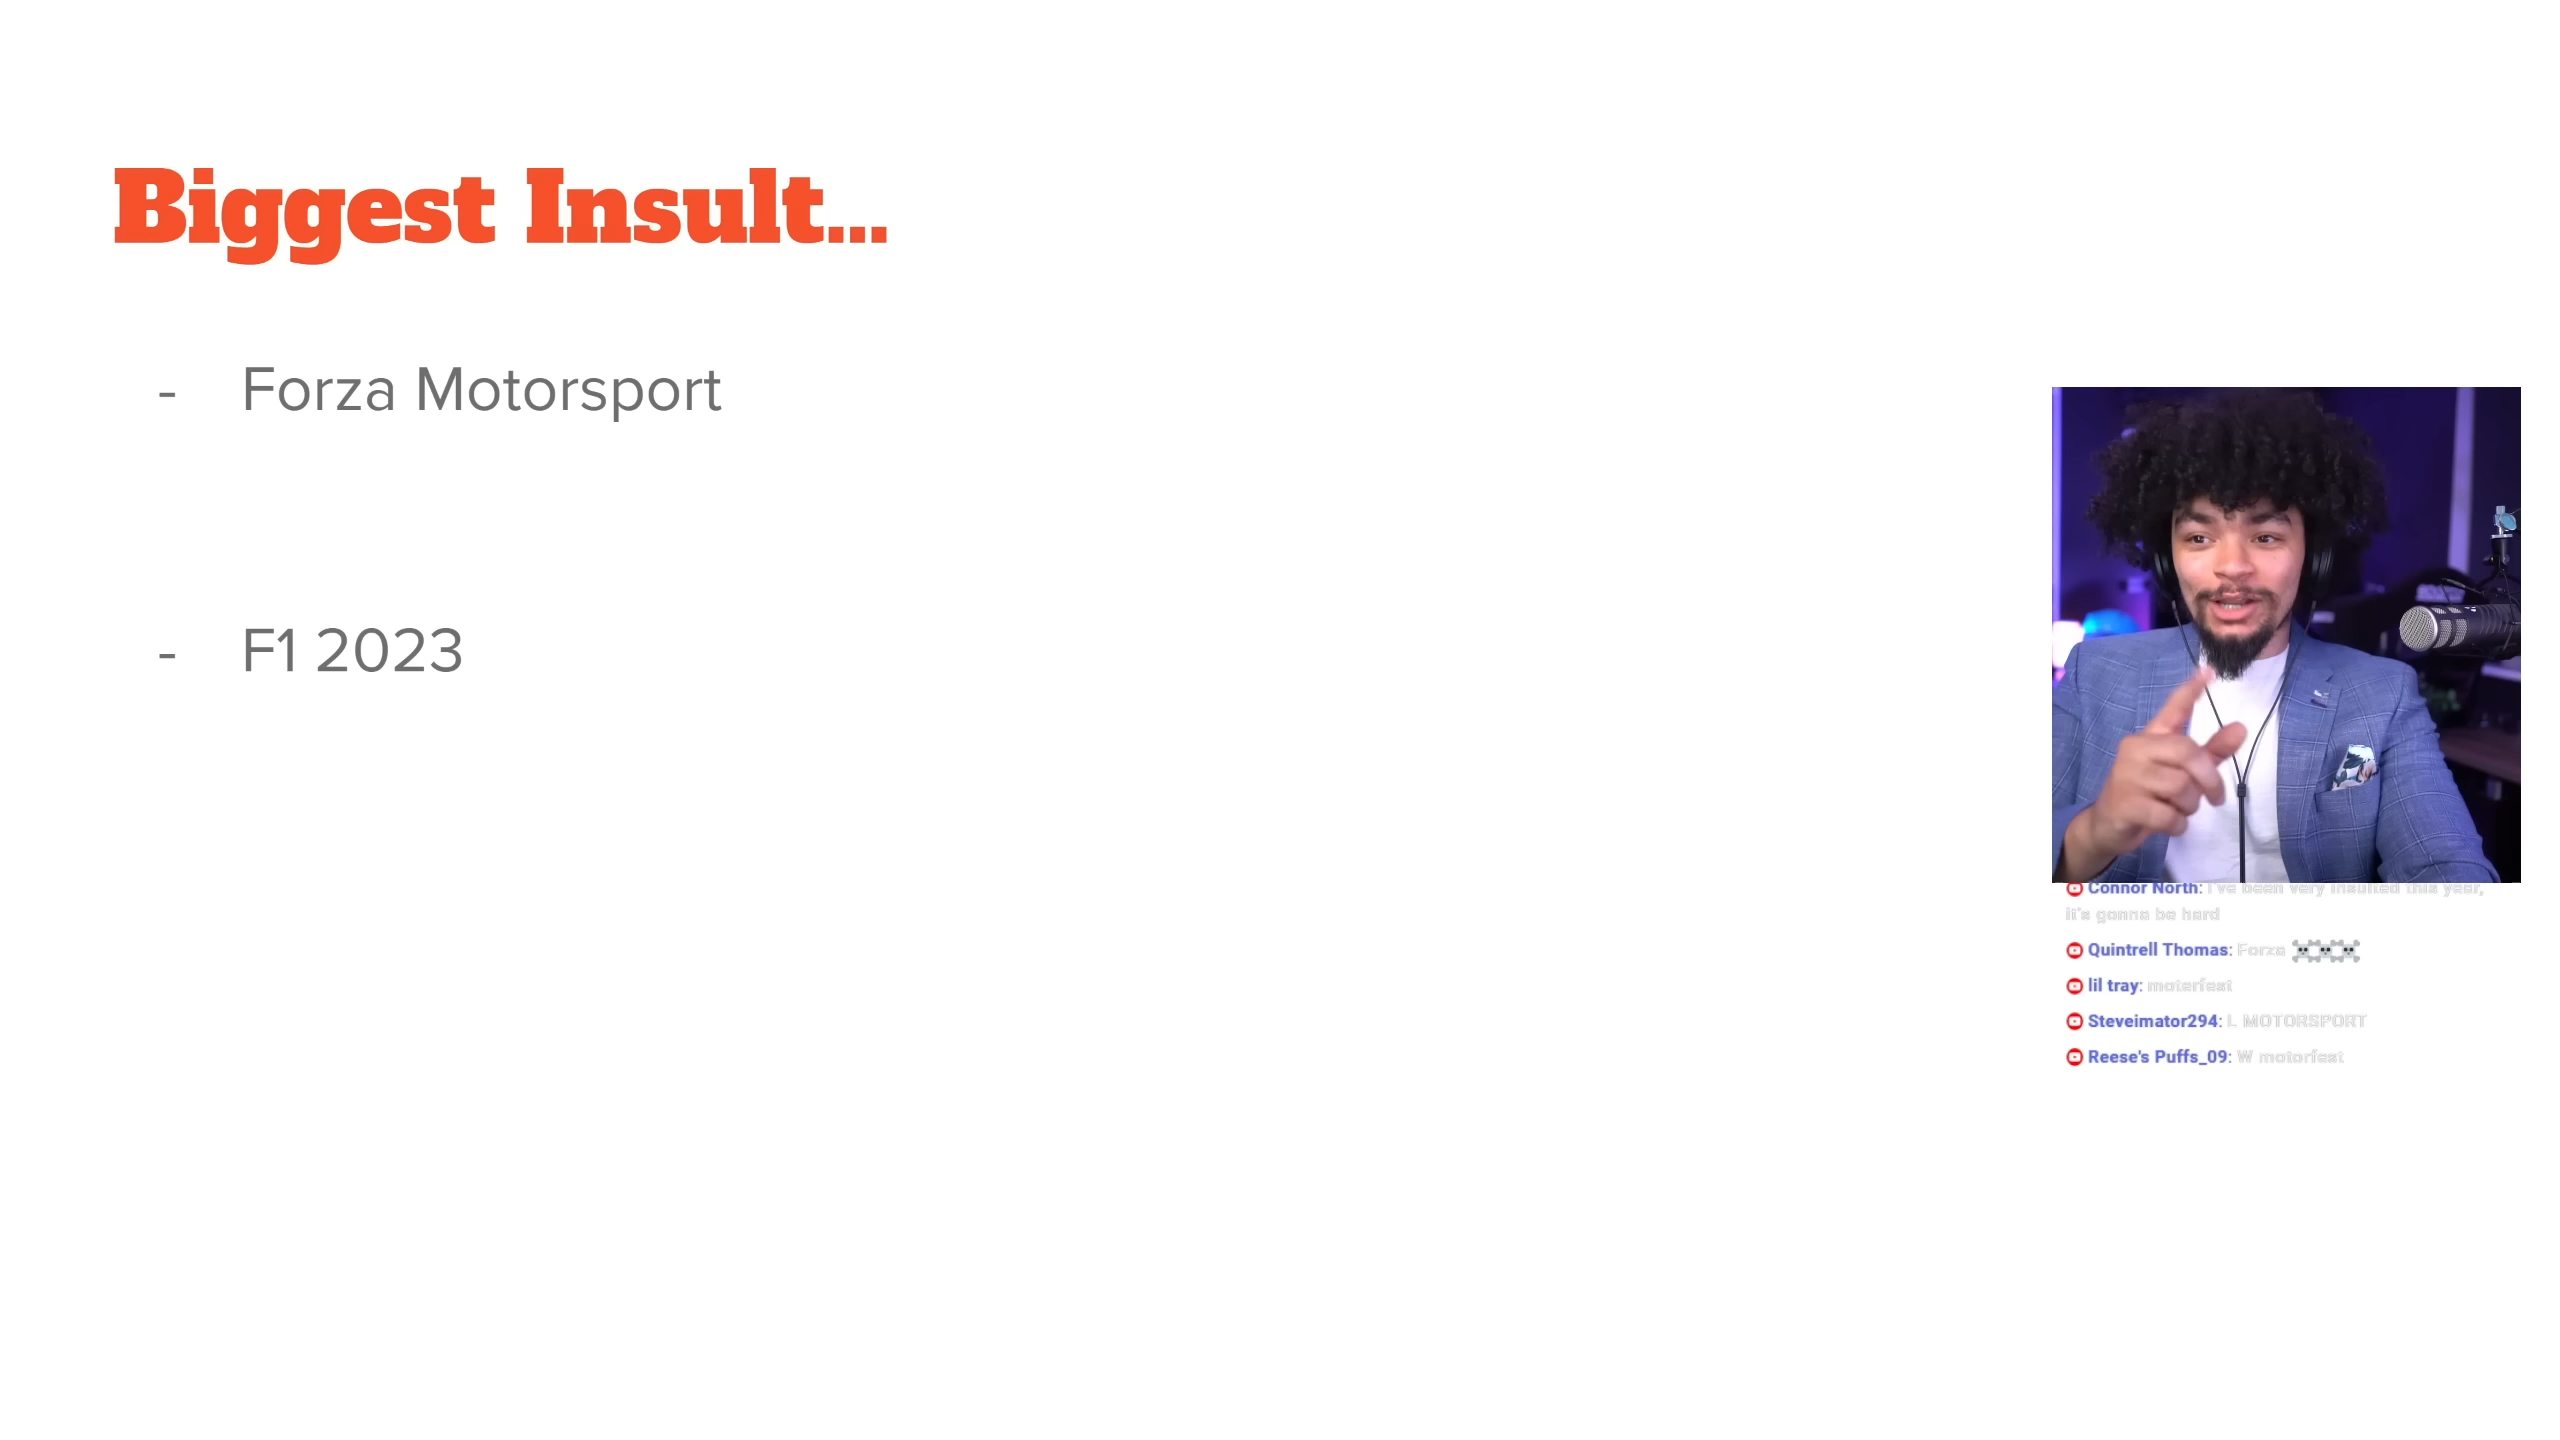 Biggest Insult...
- Forza Motorsport
- F1 2023
Connor North: I've been very insulted this year,
it's gonna be hard
Quintrell Thomas: Forza ☠️☠️☠️
lil tray: moterfest
Steveimator294: L MOTORSPORT
Reese's Puffs_09: W motorfest